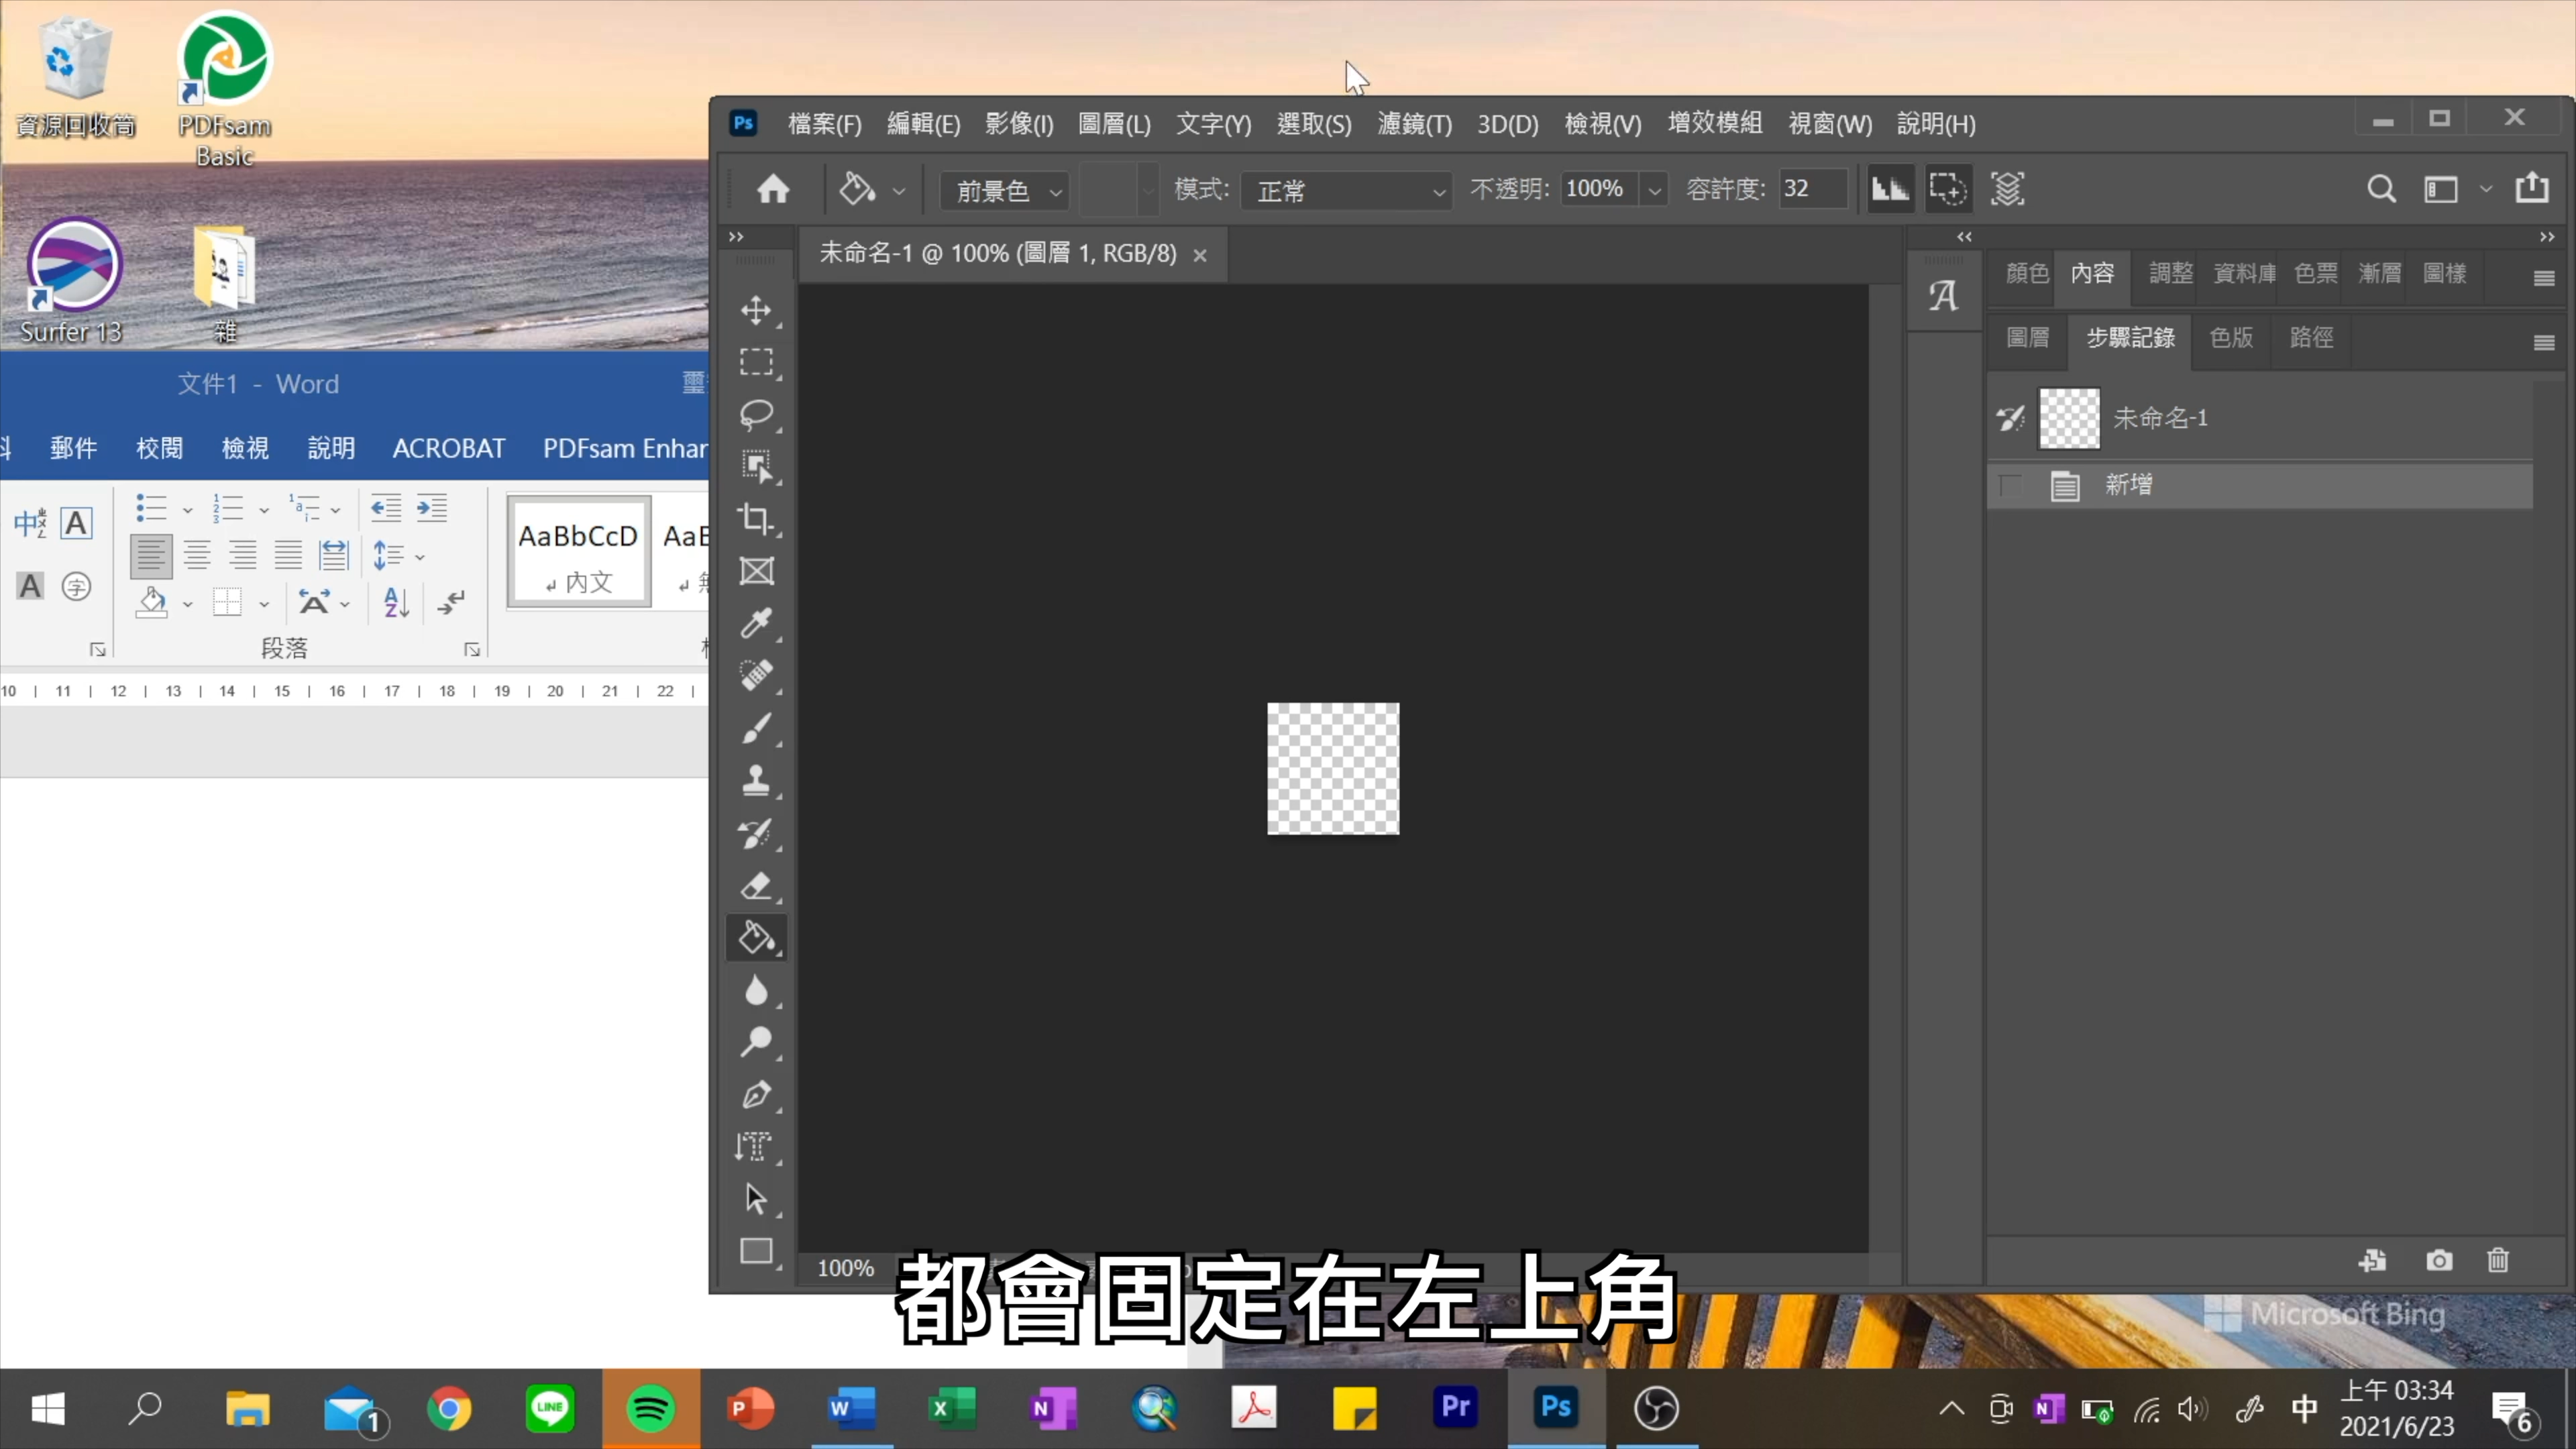 資源回收筒
PDFsam Basic
Surfer 13
雜
文件1 - Word
郵件 校閱 檢視 說明 ACROBAT PDFsam Enhan
AaBbCcD
內文
段落
10 11 12 13 14 15 16 17 18 19 20 21 22
Ps 檔案(F) 編輯(E) 影像(I) 圖層(L) 文字(Y) 選取(S) 濾鏡(T) 3D(D) 檢視(V) 增效模組 視窗(W) 說明(H)
前景色 模式: 正常 不透明: 100% 容許度: 32
未命名-1 @ 100% (圖層 1, RGB/8)
顏色 內容 調整 資料庫 色票 漸層 圖樣
圖層 步驟記錄 色版 路徑
未命名-1
新增
100%
都會固定在左上角
Microsoft Bing
1
LINE
中
上午 03:34
2021/6/23
6